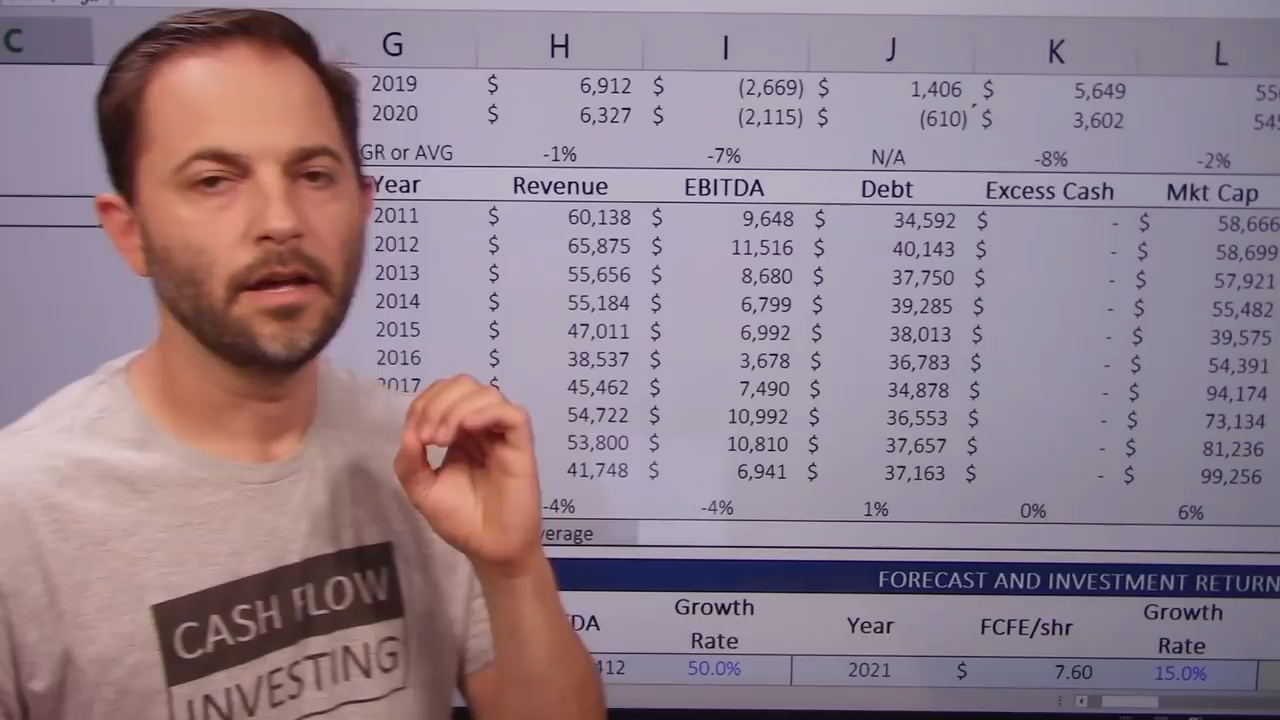 C G H I J K L
2019 $ 6,912 $ (2,669) $ 1,406 $ 5,649
2020 $ 6,327 $ (2,115) $ (610) $ 3,602
GR or AVG -1% -7% N/A -8% -2%
Year Revenue EBITDA Debt Excess Cash Mkt Cap
2011 $ 60,138 $ 9,648 $ 34,592 $ - $ 58,666
2012 $ 65,875 $ 11,516 $ 40,143 $ - $ 58,699
2013 $ 55,656 $ 8,680 $ 37,750 $ - $ 57,921
2014 $ 55,184 $ 6,799 $ 39,285 $ - $ 55,482
2015 $ 47,011 $ 6,992 $ 38,013 $ - $ 39,575
2016 $ 38,537 $ 3,678 $ 36,783 $ - $ 54,391
2017 $ 45,462 $ 7,490 $ 34,878 $ - $ 94,174
54,722 $ 10,992 $ 36,553 $ - $ 73,134
53,800 $ 10,810 $ 37,657 $ - $ 81,236
41,748 $ 6,941 $ 37,163 $ - $ 99,256
-4% -4% 1% 0% 6%
verage
FORECAST AND INVESTMENT RETURN
DA Growth Rate Year FCFE/shr Growth Rate
412 50.0% 2021 $ 7.60 15.0%
CASH FLOW
INVESTING